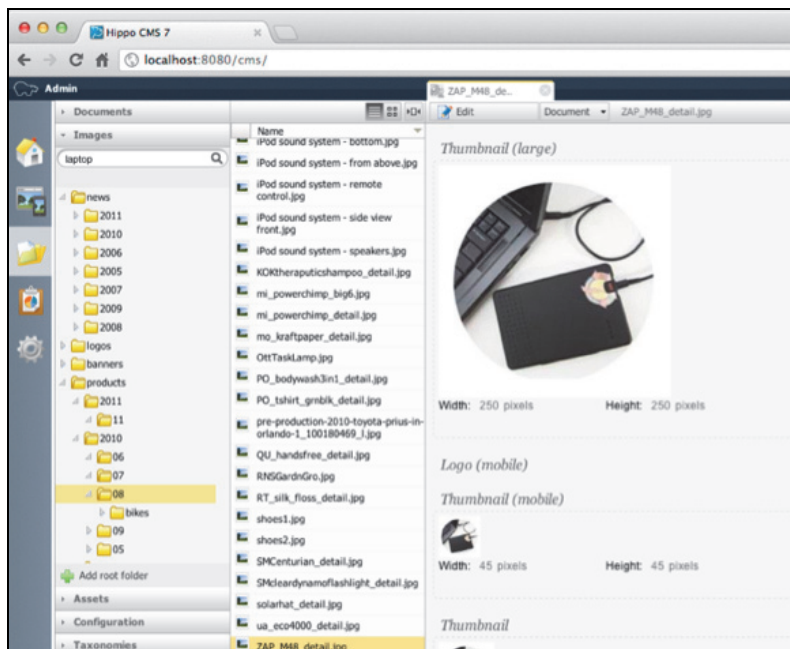 Hippo CMS 7
localhost:8080/cms/
Admin
ZAP_M48_de..
Documents
Images
laptop
news
2011
2010
2006
2005
2007
2009
2008
logos
banners
products
2011
11
2010
06
07
08
bikes
09
05
Add root folder
Assets
Configuration
Taxonomies
Name
iPod sound system - bottom.jpg
iPod sound system - from above.jpg
iPod sound system - remote
control.jpg
iPod sound system - side view
front.jpg
iPod sound system - speakers.jpg
KOKtheraputicshampoo_detail.jpg
mi_powerchimp_big6.jpg
mi_powerchimp_detail.jpg
mo_kraftpaper_detail.jpg
OttTaskLamp.jpg
PO_bodywash3in1_detail.jpg
PO_tshirt_grnblk_detail.jpg
pre-production-2010-toyota-prius-in-
orlando-1_100180469_l.jpg
QU_handsfree_detail.jpg
RNSGardnGro.jpg
RT_silk_floss_detail.jpg
shoes1.jpg
shoes2.jpg
SMCenturian_detail.jpg
SMcleardynamoflashlight_detail.jpg
solarhat_detail.jpg
ua_eco4000_detail.jpg
ZAP_M48_detail.jpg
Edit Document ZAP_M48_detail.jpg
Thumbnail (large)
Width: 250 pixels Height: 250 pixels
Logo (mobile)
Thumbnail (mobile)
Width: 45 pixels Height: 45 pixels
Thumbnail